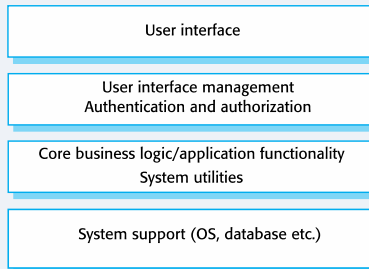 User interface
User interface management
Authentication and authorization
Core business logic/application functionality
System utilities
System support (OS, database etc.)